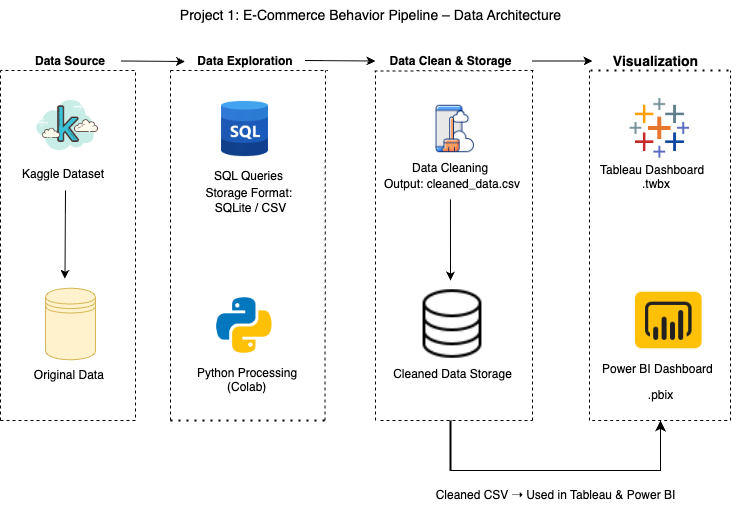 Project 1: E-Commerce Behavior Pipeline – Data Architecture
Data Source
Data Exploration
Data Clean & Storage
Visualization
k
Kaggle Dataset
Original Data
SQL
SQL Queries
Storage Format:
SQLite / CSV
Python Processing
(Colab)
Data Cleaning
Output: cleaned_data.csv
Cleaned Data Storage
Tableau Dashboard
.twbx
Power BI Dashboard
.pbix
Cleaned CSV → Used in Tableau & Power BI